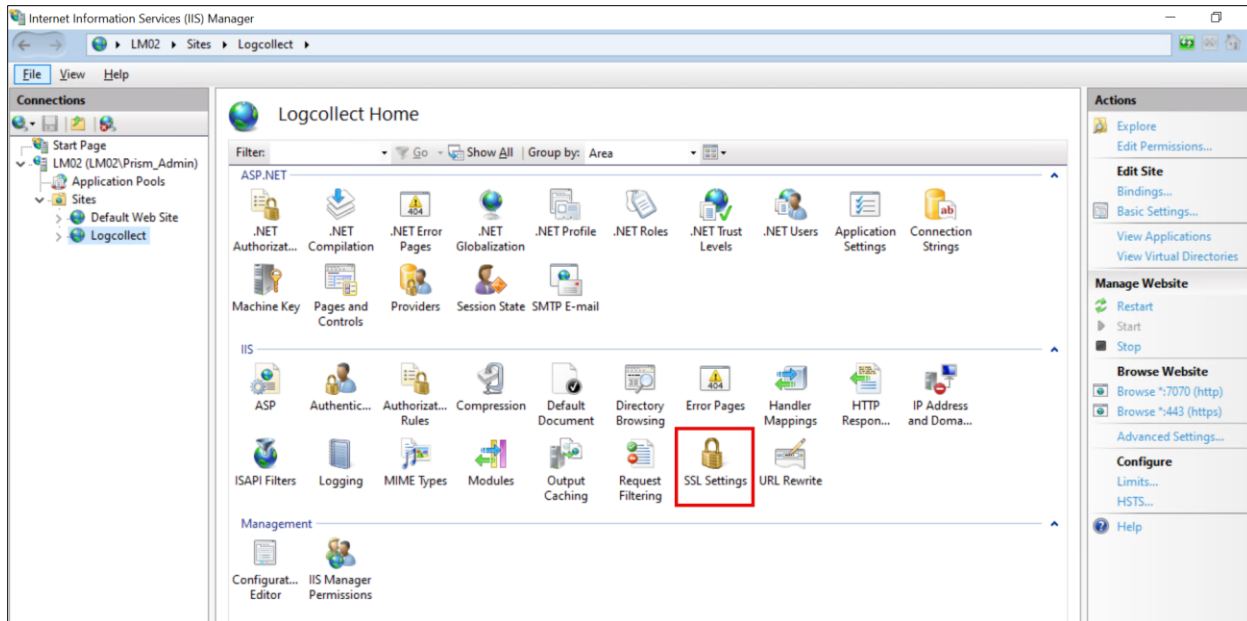 Internet Information Services (IIS) Manager
LM02 Sites Logcollect
File View Help
Connections
Start Page
LM02 (LM02\Prism_Admin)
Application Pools
Sites
Default Web Site
Logcollect
Logcollect Home
Filter: Go Show All Group by: Area
ASP.NET
.NET Authorizat...
.NET Compilation
.NET Error Pages
.NET Globalization
.NET Profile
.NET Roles
.NET Trust Levels
.NET Users
Application Settings
Connection Strings
Machine Key
Pages and Controls
Providers
Session State
SMTP E-mail
IIS
ASP
Authentic...
Authorizat... Rules
Compression
Default Document
Directory Browsing
Error Pages
Handler Mappings
HTTP Respon...
IP Address and Doma...
ISAPI Filters
Logging
MIME Types
Modules
Output Caching
Request Filtering
SSL Settings
URL Rewrite
Management
Configurat... Editor
IIS Manager Permissions
Actions
Explore
Edit Permissions...
Edit Site
Bindings...
Basic Settings...
View Applications
View Virtual Directories
Manage Website
Restart
Start
Stop
Browse Website
Browse *:7070 (http)
Browse *:443 (https)
Advanced Settings...
Configure
Limits...
HSTS...
Help